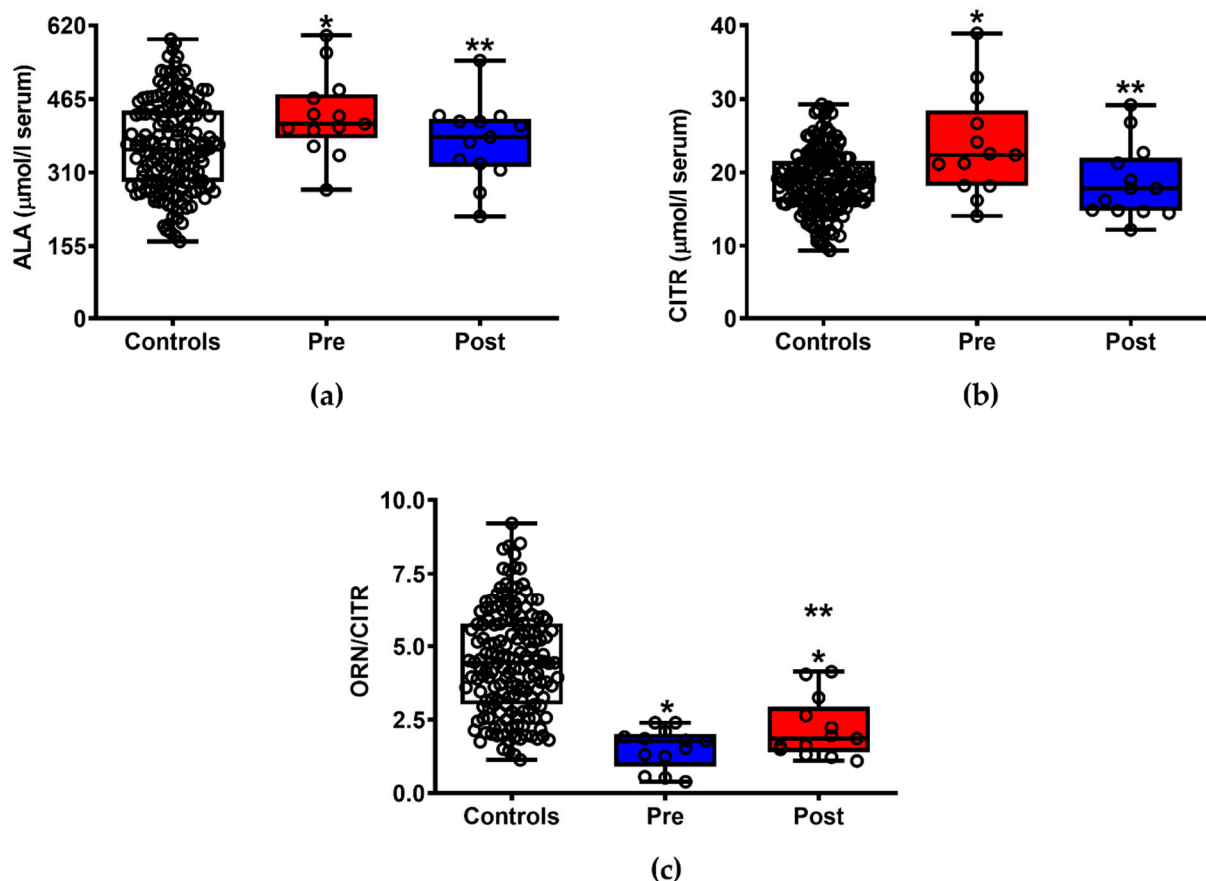 620
465
310
155
0
ALA (µmol/l serum)
*
**
Controls Pre Post
(a)
40
30
20
10
0
CITR (µmol/l serum)
*
**
Controls Pre Post
(b)
10.0
7.5
5.0
2.5
0.0
ORN/CITR
*
**
*
Controls Pre Post
(c)